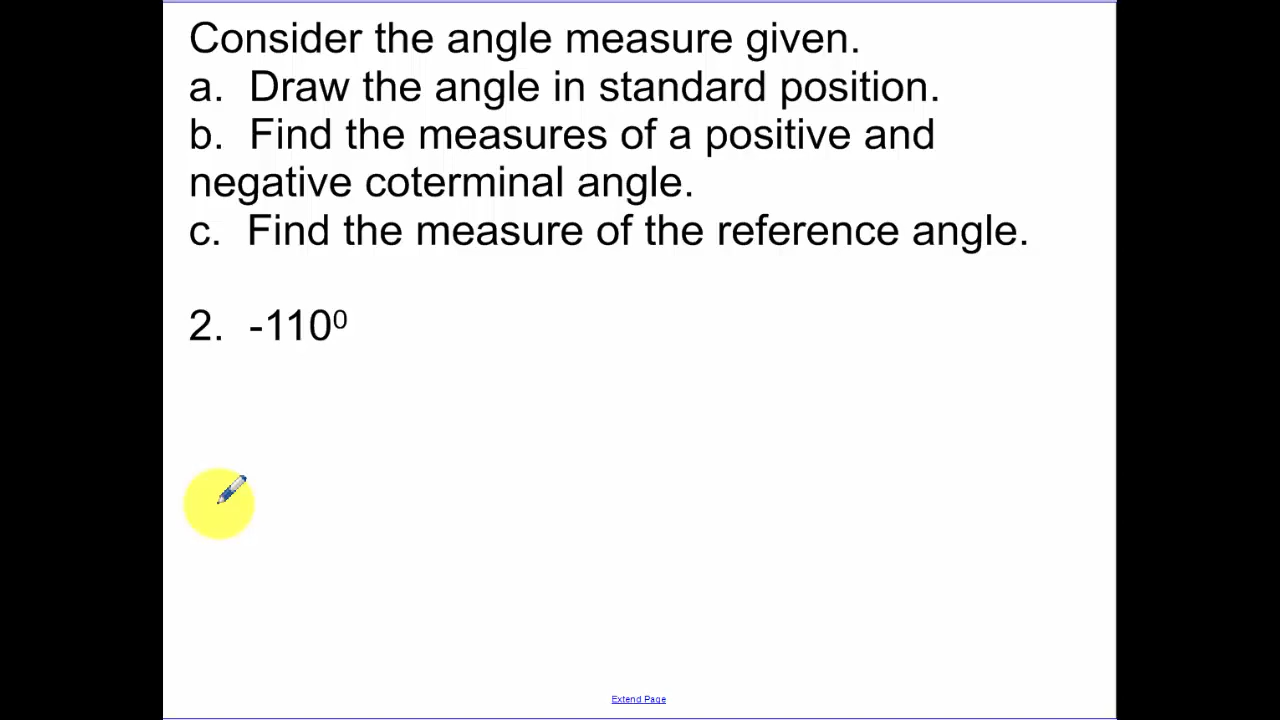 Consider the angle measure given.
a. Draw the angle in standard position.
b. Find the measures of a positive and
negative coterminal angle.
c. Find the measure of the reference angle.
2. -110⁰
Extend Page